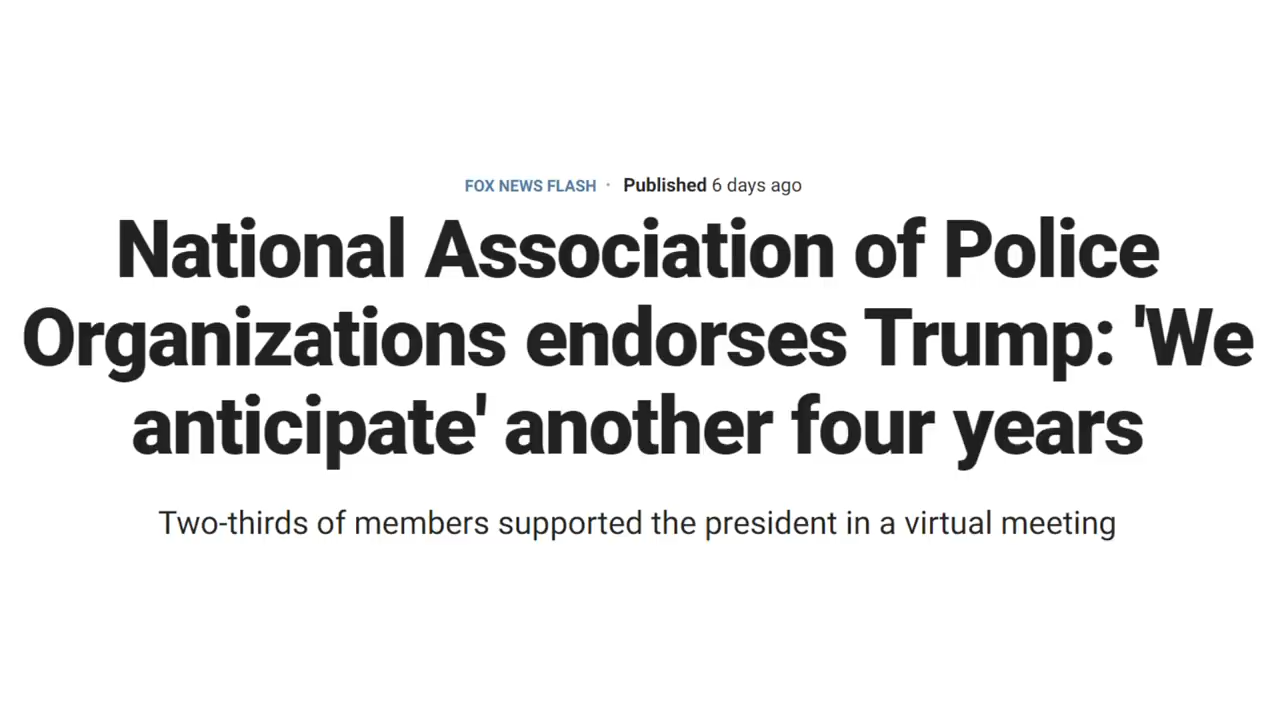 FOX NEWS FLASH · Published 6 days ago
National Association of Police
Organizations endorses Trump: 'We
anticipate' another four years
Two-thirds of members supported the president in a virtual meeting